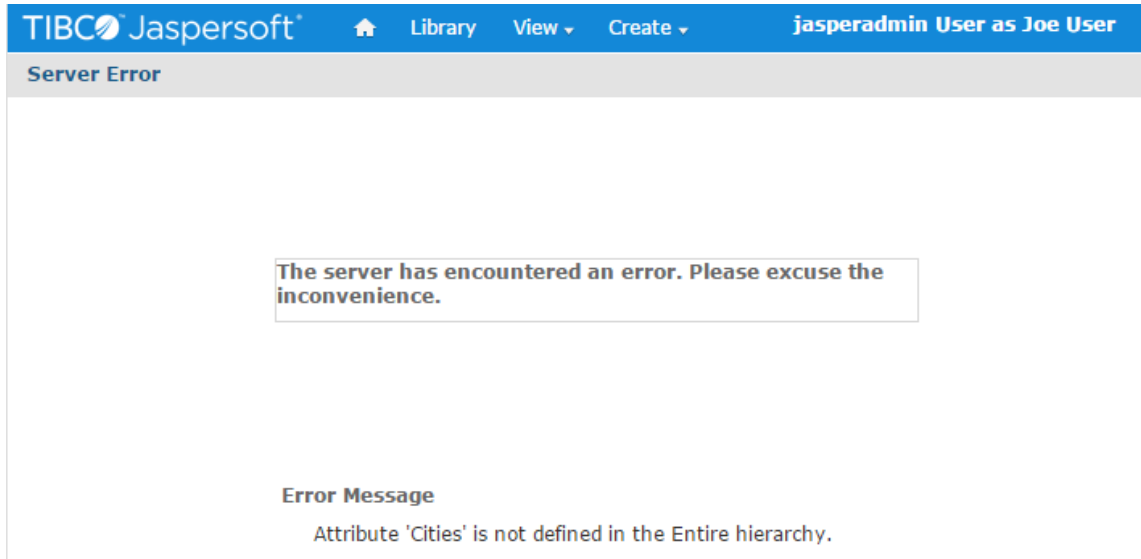 TIBCO™ Jaspersoft® Library View Create jasperadmin User as Joe User
Server Error
The server has encountered an error. Please excuse the
inconvenience.
Error Message
Attribute 'Cities' is not defined in the Entire hierarchy.